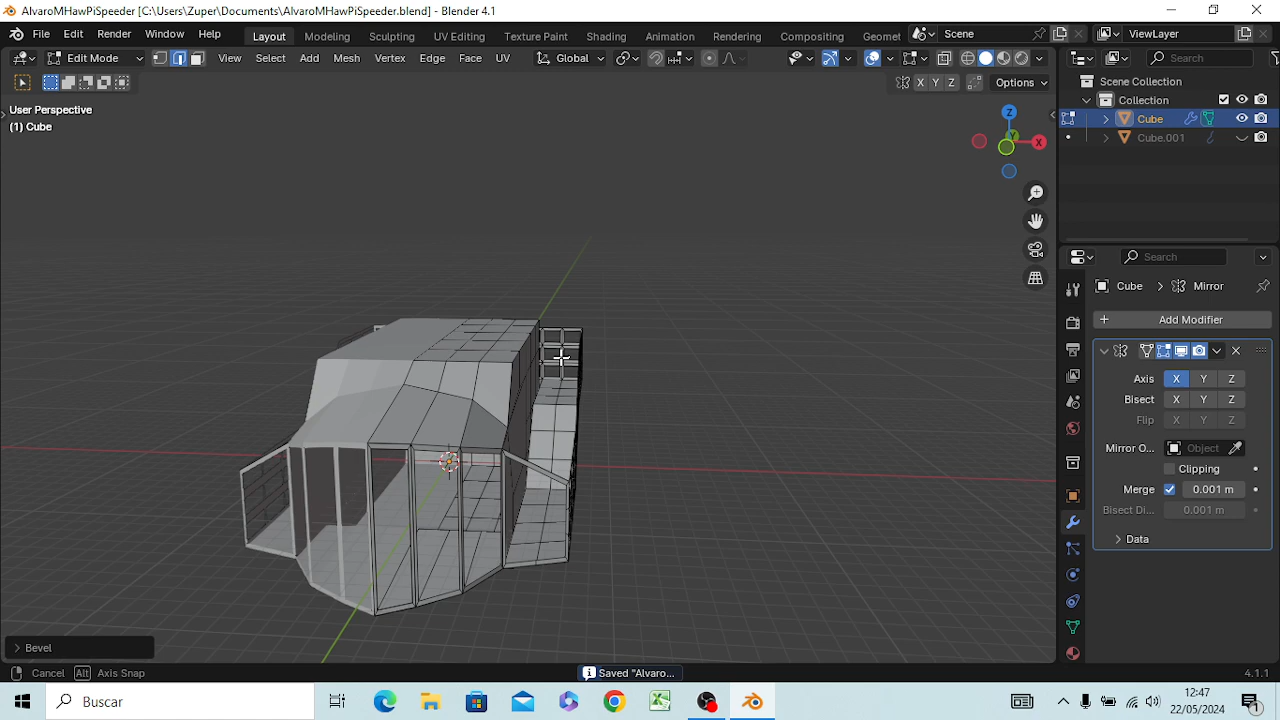 AlvaroMHawPiSpeeder [C:\Users\Zuper\Documents\AlvaroMHawPiSpeeder.blend] - Blender 4.1
File Edit Render Window Help Layout Modeling Sculpting UV Editing Texture Paint Shading Animation Rendering Compositing Geomet Scene ViewLayer
Edit Mode View Select Add Mesh Vertex Edge Face UV Global Search
X Y Z Options
User Perspective
(1) Cube
Scene Collection
Collection
Cube
Cube.001
Z
Y
X
Search
Cube > Mirror
+ Add Modifier
Axis X Y Z
Bisect X Y Z
Flip X Y Z
Mirror O... Object
Clipping
Merge 0.001 m
Bisect Di... 0.001 m
> Data
> Bevel
Cancel Alt Axis Snap Saved "Alvaro... 4.1.1
Buscar
12:47
22/05/2024
1